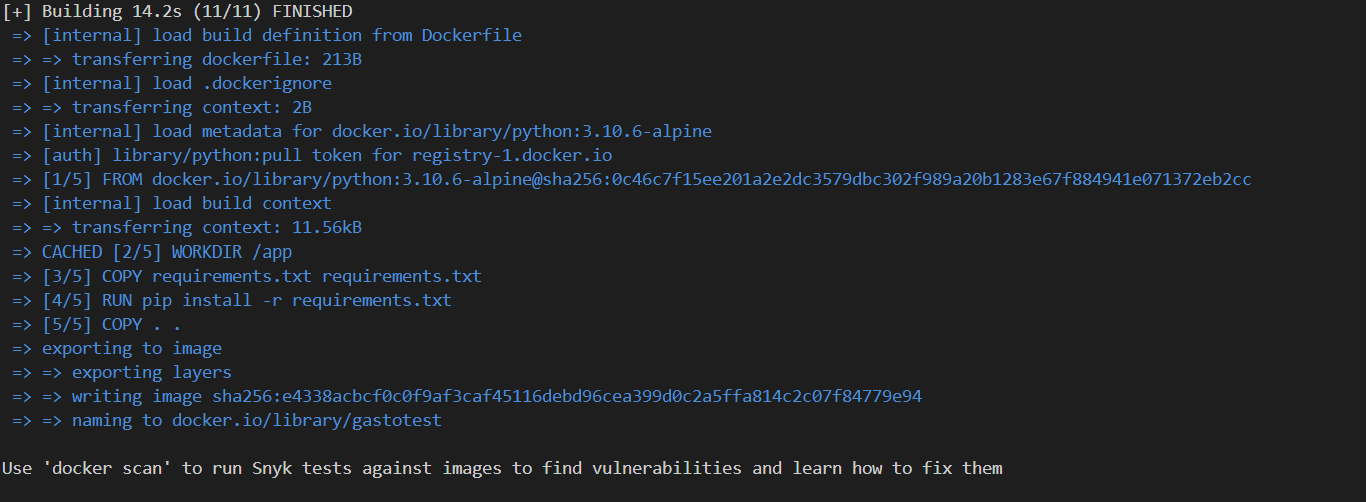 [+] Building 14.2s (11/11) FINISHED
=> [internal] load build definition from Dockerfile
=> => transferring dockerfile: 213B
=> [internal] load .dockerignore
=> => transferring context: 2B
=> [internal] load metadata for docker.io/library/python:3.10.6-alpine
=> [auth] library/python:pull token for registry-1.docker.io
=> [1/5] FROM docker.io/library/python:3.10.6-alpine@sha256:0c46c7f15ee201a2e2dc3579dbc302f989a20b1283e67f884941e071372eb2cc
=> [internal] load build context
=> => transferring context: 11.56kB
=> CACHED [2/5] WORKDIR /app
=> [3/5] COPY requirements.txt requirements.txt
=> [4/5] RUN pip install -r requirements.txt
=> [5/5] COPY . .
=> exporting to image
=> => exporting layers
=> => writing image sha256:e4338acbcf0c0f9af3caf45116debd96cea399d0c2a5ffa814c2c07f84779e94
=> => naming to docker.io/library/gastotest
Use 'docker scan' to run Snyk tests against images to find vulnerabilities and learn how to fix them